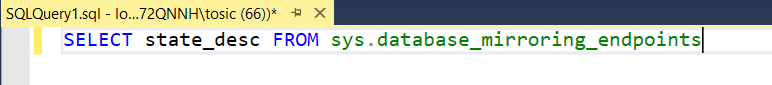 SQLQuery1.sql - lo...72QNNH\tosic (66))*
SELECT state_desc FROM sys.database_mirroring_endpoints